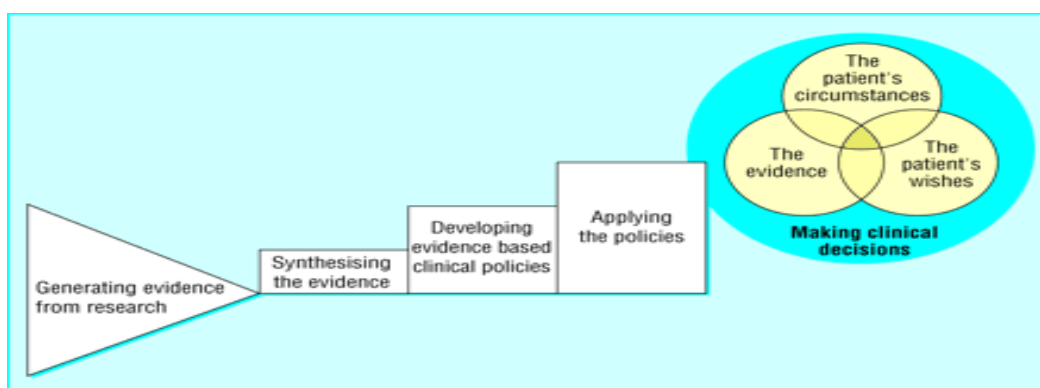 Generating evidence
from research
Synthesising
the evidence
Developing
evidence based
clinical policies
Applying
the policies
The
patient's
circumstances
The
evidence
The
patient's
wishes
Making clinical
decisions